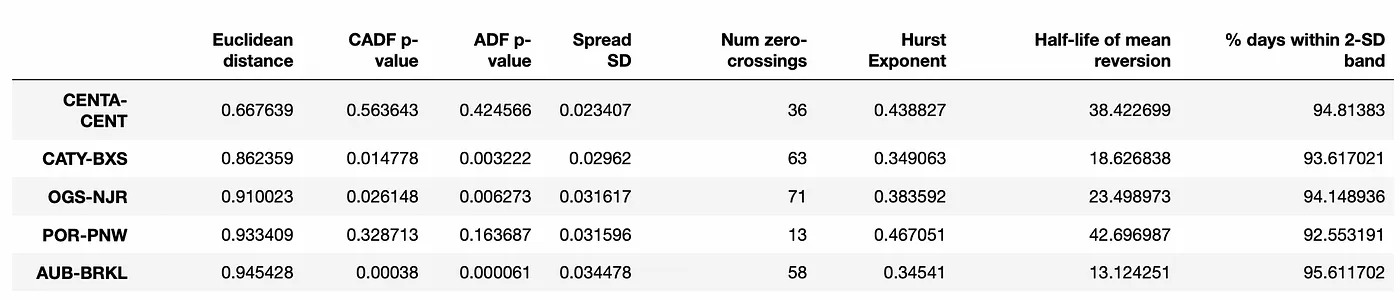 Euclidean distance CADF p-value ADF p-value Spread SD Num zero-crossings Hurst Exponent Half-life of mean reversion % days within 2-SD band
CENTA-CENT 0.667639 0.563643 0.424566 0.023407 36 0.438827 38.422699 94.81383
CATY-BXS 0.862359 0.014778 0.003222 0.02962 63 0.349063 18.626838 93.617021
OGS-NJR 0.910023 0.026148 0.006273 0.031617 71 0.383592 23.498973 94.148936
POR-PNW 0.933409 0.328713 0.163687 0.031596 13 0.467051 42.696987 92.553191
AUB-BRKL 0.945428 0.00038 0.000061 0.034478 58 0.34541 13.124251 95.611702